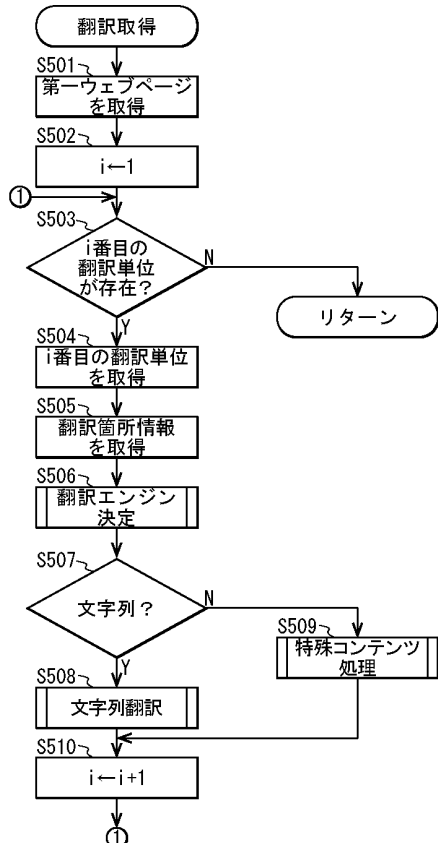 翻訳取得
S501
第一ウェブページ
を取得
S502
i←1
①
S503
i番目の
翻訳単位
が存在？
N
Y
リターン
S504
i番目の翻訳単位
を取得
S505
翻訳箇所情報
を取得
S506
翻訳エンジン
決定
S507
文字列？
N
Y
S509
特殊コンテンツ
処理
S508
文字列翻訳
S510
i←i+1
①